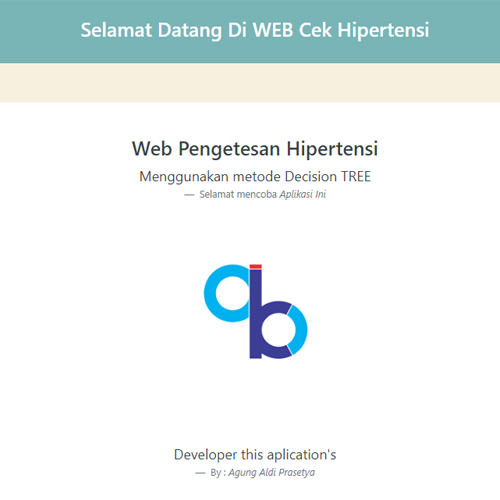 Selamat Datang Di WEB Cek Hipertensi
Web Pengetesan Hipertensi
Menggunakan metode Decision TREE
— Selamat mencoba Aplikasi Ini
Developer this aplication's
— By : Agung Aldi Prasetya